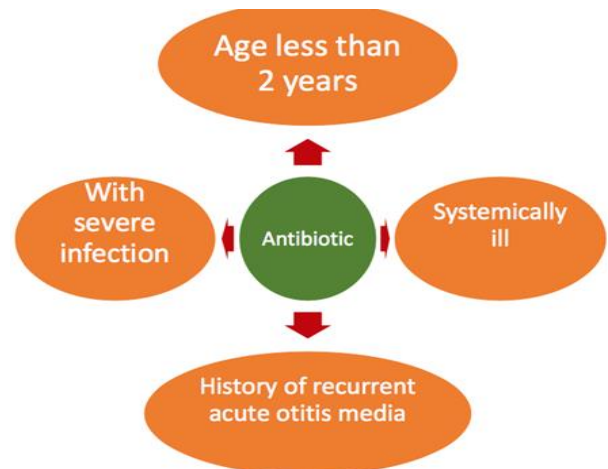 Age less than
2 years
With
severe
infection
Antibiotic
Systemically
ill
History of recurrent
acute otitis media